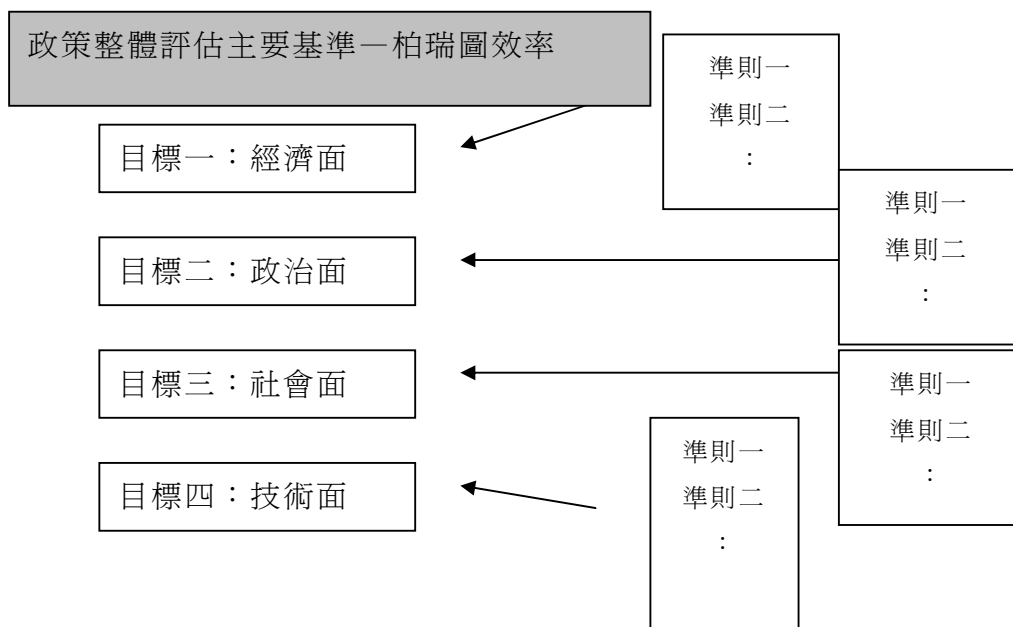 政策整體評估主要基準－柏瑞圖效率
準則一
準則二
：
目標一：經濟面
準則一
準則二
：
目標二：政治面
目標三：社會面
準則一
準則二
：
目標四：技術面
準則一
準則二
：